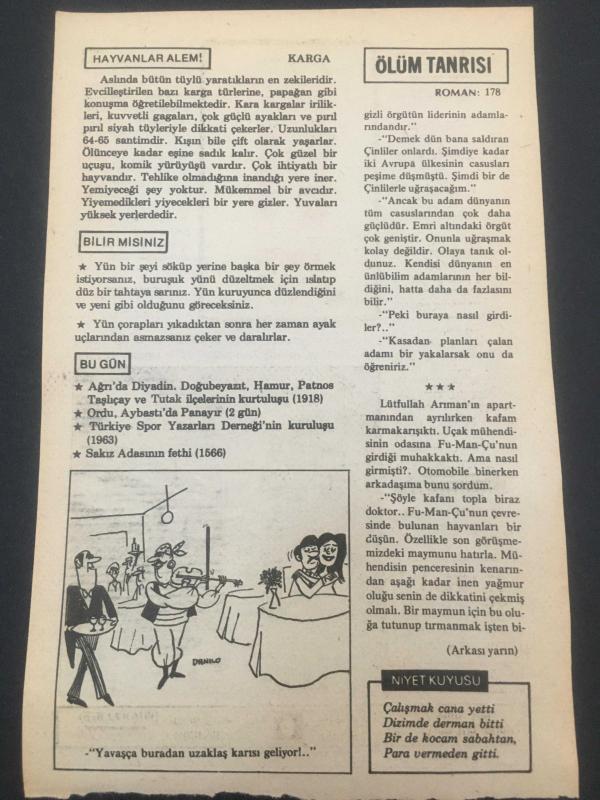 HAYVANLAR ALEMİ
KARGA
Aslında bütün tüylü yaratıkların en zekileridir.
Evcilleştirilen bazı karga türlerine, papağan gibi
konuşma öğretilebilmektedir. Kara kargalar irilik-
leri, kuvvetli gagaları, çok güçlü ayakları ve pırıl
pırıl siyah tüyleriyle dikkati çekerler. Uzunlukları
64-65 santimdir. Kışın bile çift olarak yaşarlar.
Ölünceye kadar eşine sadık kalır. Çok güzel bir
uçuşu, komik yürüyüşü vardır. Çok ihtiyatlı bir
hayvandır. Tehlike olmadığına inandığı yere iner.
Yemiyeceği şey yoktur. Mükemmel bir avcıdır.
Yiyemedikleri yiyecekleri bir yere gizler. Yuvaları
yüksek yerlerdedir.
BİLİR MİSİNİZ
★ Yün bir şeyi söküp yerine başka bir şey örmek
istiyorsanız, buruşuk yünü düzeltmek için ıslatıp
düz bir tahtaya sarınız. Yün kuruyunca düzlendiğini
ve yeni gibi olduğunu göreceksiniz.
★ Yün çorapları yıkadıktan sonra her zaman ayak
uçlarından asmazsanız çeker ve daralırlar.
BU GÜN
★ Ağrı'da Diyadin. Doğubeyazıt, Hamur, Patnos
Taşlıçay ve Tutak ilçelerinin kurtuluşu (1918)
★ Ordu, Aybastı'da Panayır (2 gün)
★ Türkiye Spor Yazarları Derneği'nin kuruluşu
(1963)
★ Sakız Adasının fethi (1566)
DANILO
-"Yavaşça buradan uzaklaş karısı geliyor!.."
ÖLÜM TANRISI
ROMAN: 178
gizli örgütün liderinin adamla-
rındandır."
-"Demek dün bana saldıran
Çinliler onlardı. Şimdiye kadar
iki Avrupa ülkesinin casusları
peşime düşmüştü. Şimdi bir de
Çinlilerle uğraşacağım."
-"Ancak bu adam dünyanın
tüm casuslarından çok daha
güçlüdür. Emri altındaki örgüt
çok geniştir. Onunla uğraşmak
kolay değildir. Olaya tanık ol-
dunuz. Kendisi dünyanın en
ünlübilim adamlarının her bil-
diğini, hatta daha da fazlasını
bilir."
-"Peki buraya nasıl girdi-
ler?.."
-"Kasadan planları çalan
adamı bir yakalarsak onu da
öğreniriz."
★★★
Lütfullah Arıman'ın apart-
manından ayrılırken kafam
karmakarışıktı. Uçak mühendi-
sinin odasına Fu-Man-Çu'nun
girdiği muhakkaktı. Ama nasıl
girmişti?. Otomobile binerken
arkadaşıma bunu sordum.
-"Şöyle kafanı topla biraz
doktor.. Fu-Man-Çu'nun çevre-
sinde bulunan hayvanları bir
düşün. Özellikle son görüşme-
mizdeki maymunu hatırla. Mü-
hendisin penceresinin kenarın-
dan aşağı kadar inen yağmur
oluğu senin de dikkatini çekmiş
olmalı. Bir maymun için bu olu-
ğa tutunup tırmanmak işten bi-
(Arkası yarın)
NİYET KUYUSU
Çalışmak cana yetti
Dizimde derman bitti
Bir de kocam sabahtan,
Para vermeden gitti.